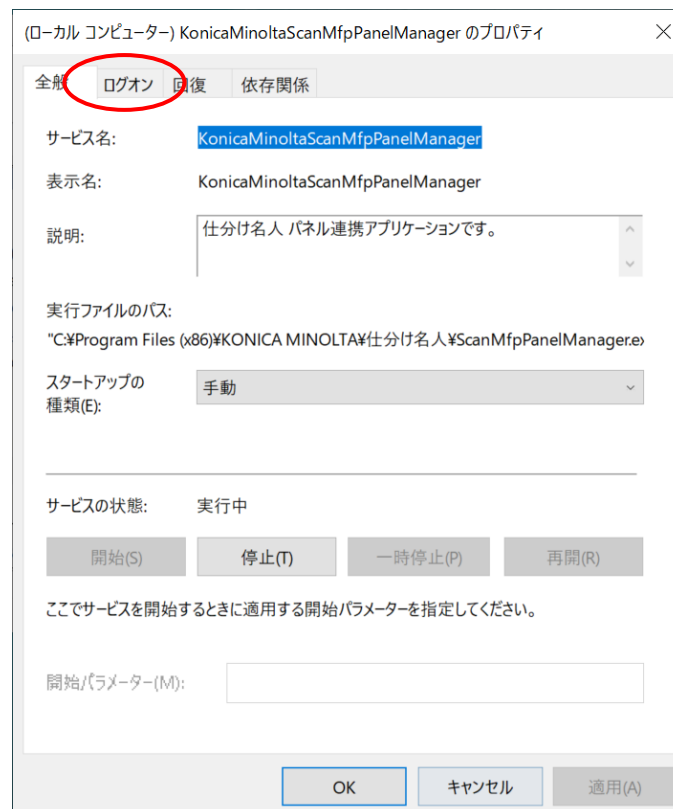 (ローカル コンピューター) KonicaMinoltaScanMfpPanelManager のプロパティ
全般 ログオン 回復 依存関係
サービス名: KonicaMinoltaScanMfpPanelManager
表示名: KonicaMinoltaScanMfpPanelManager
説明: 仕分け名人 パネル連携アプリケーションです。
実行ファイルのパス:
"C:¥Program Files (x86)¥KONICA MINOLTA¥仕分け名人¥ScanMfpPanelManager.ex
スタートアップの
種類(E): 手動
サービスの状態: 実行中
開始(S) 停止(T) 一時停止(P) 再開(R)
ここでサービスを開始するときに適用する開始パラメーターを指定してください。
開始パラメーター(M):
OK キャンセル 適用(A)